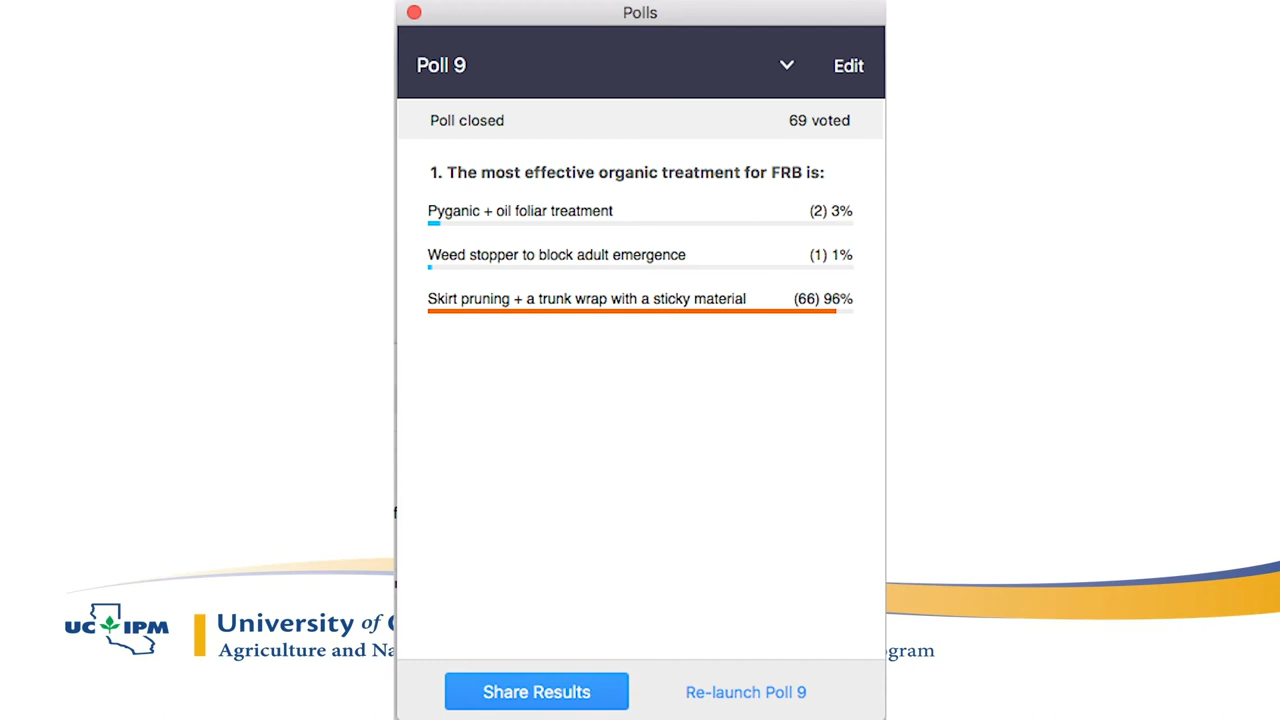 Polls
Poll 9
Edit
Poll closed
69 voted
1. The most effective organic treatment for FRB is:
Pyganic + oil foliar treatment
(2) 3%
Weed stopper to block adult emergence
(1) 1%
Skirt pruning + a trunk wrap with a sticky material
(66) 96%
UC IPM
University of
Agriculture and
Share Results
Re-launch Poll 9